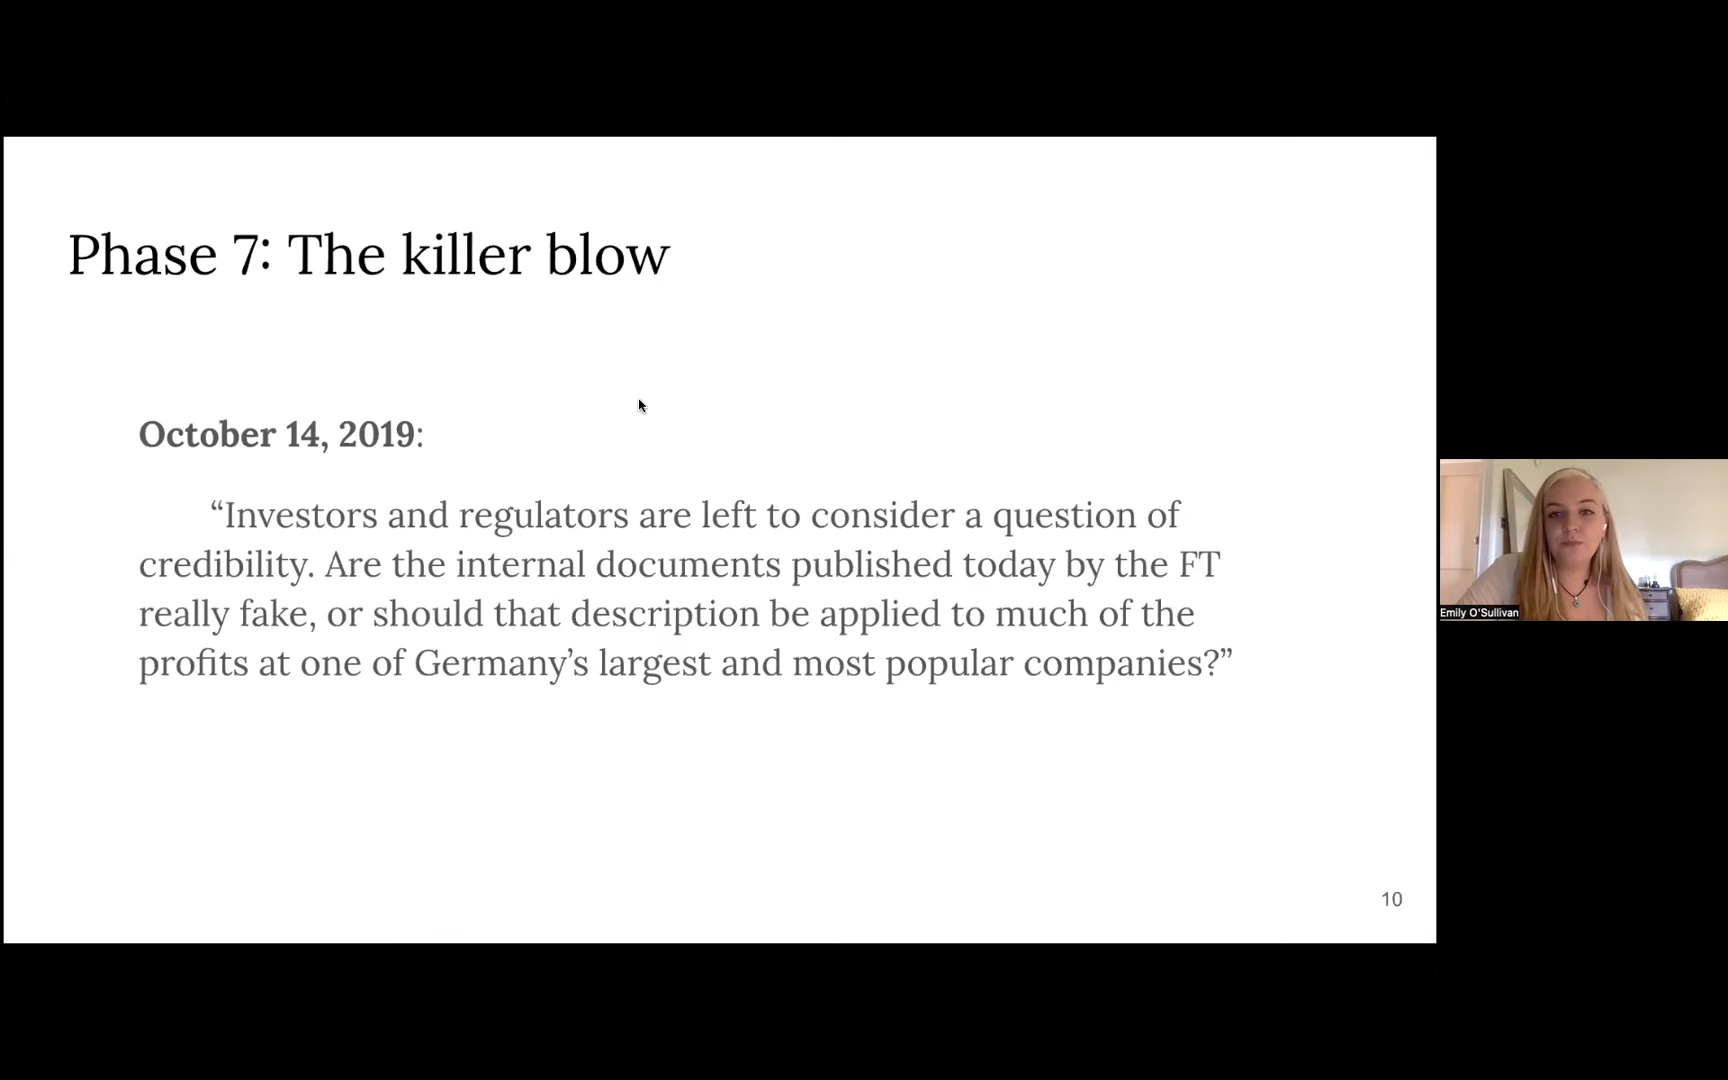 Phase 7: The killer blow
October 14, 2019:
“Investors and regulators are left to consider a question of
credibility. Are the internal documents published today by the FT
really fake, or should that description be applied to much of the
profits at one of Germany’s largest and most popular companies?”
10
Emily O'Sullivan